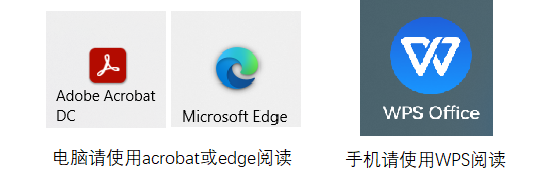 Adobe Acrobat
DC
Microsoft Edge
WPS Office
电脑请使用acrobat或edge阅读
手机请使用WPS阅读